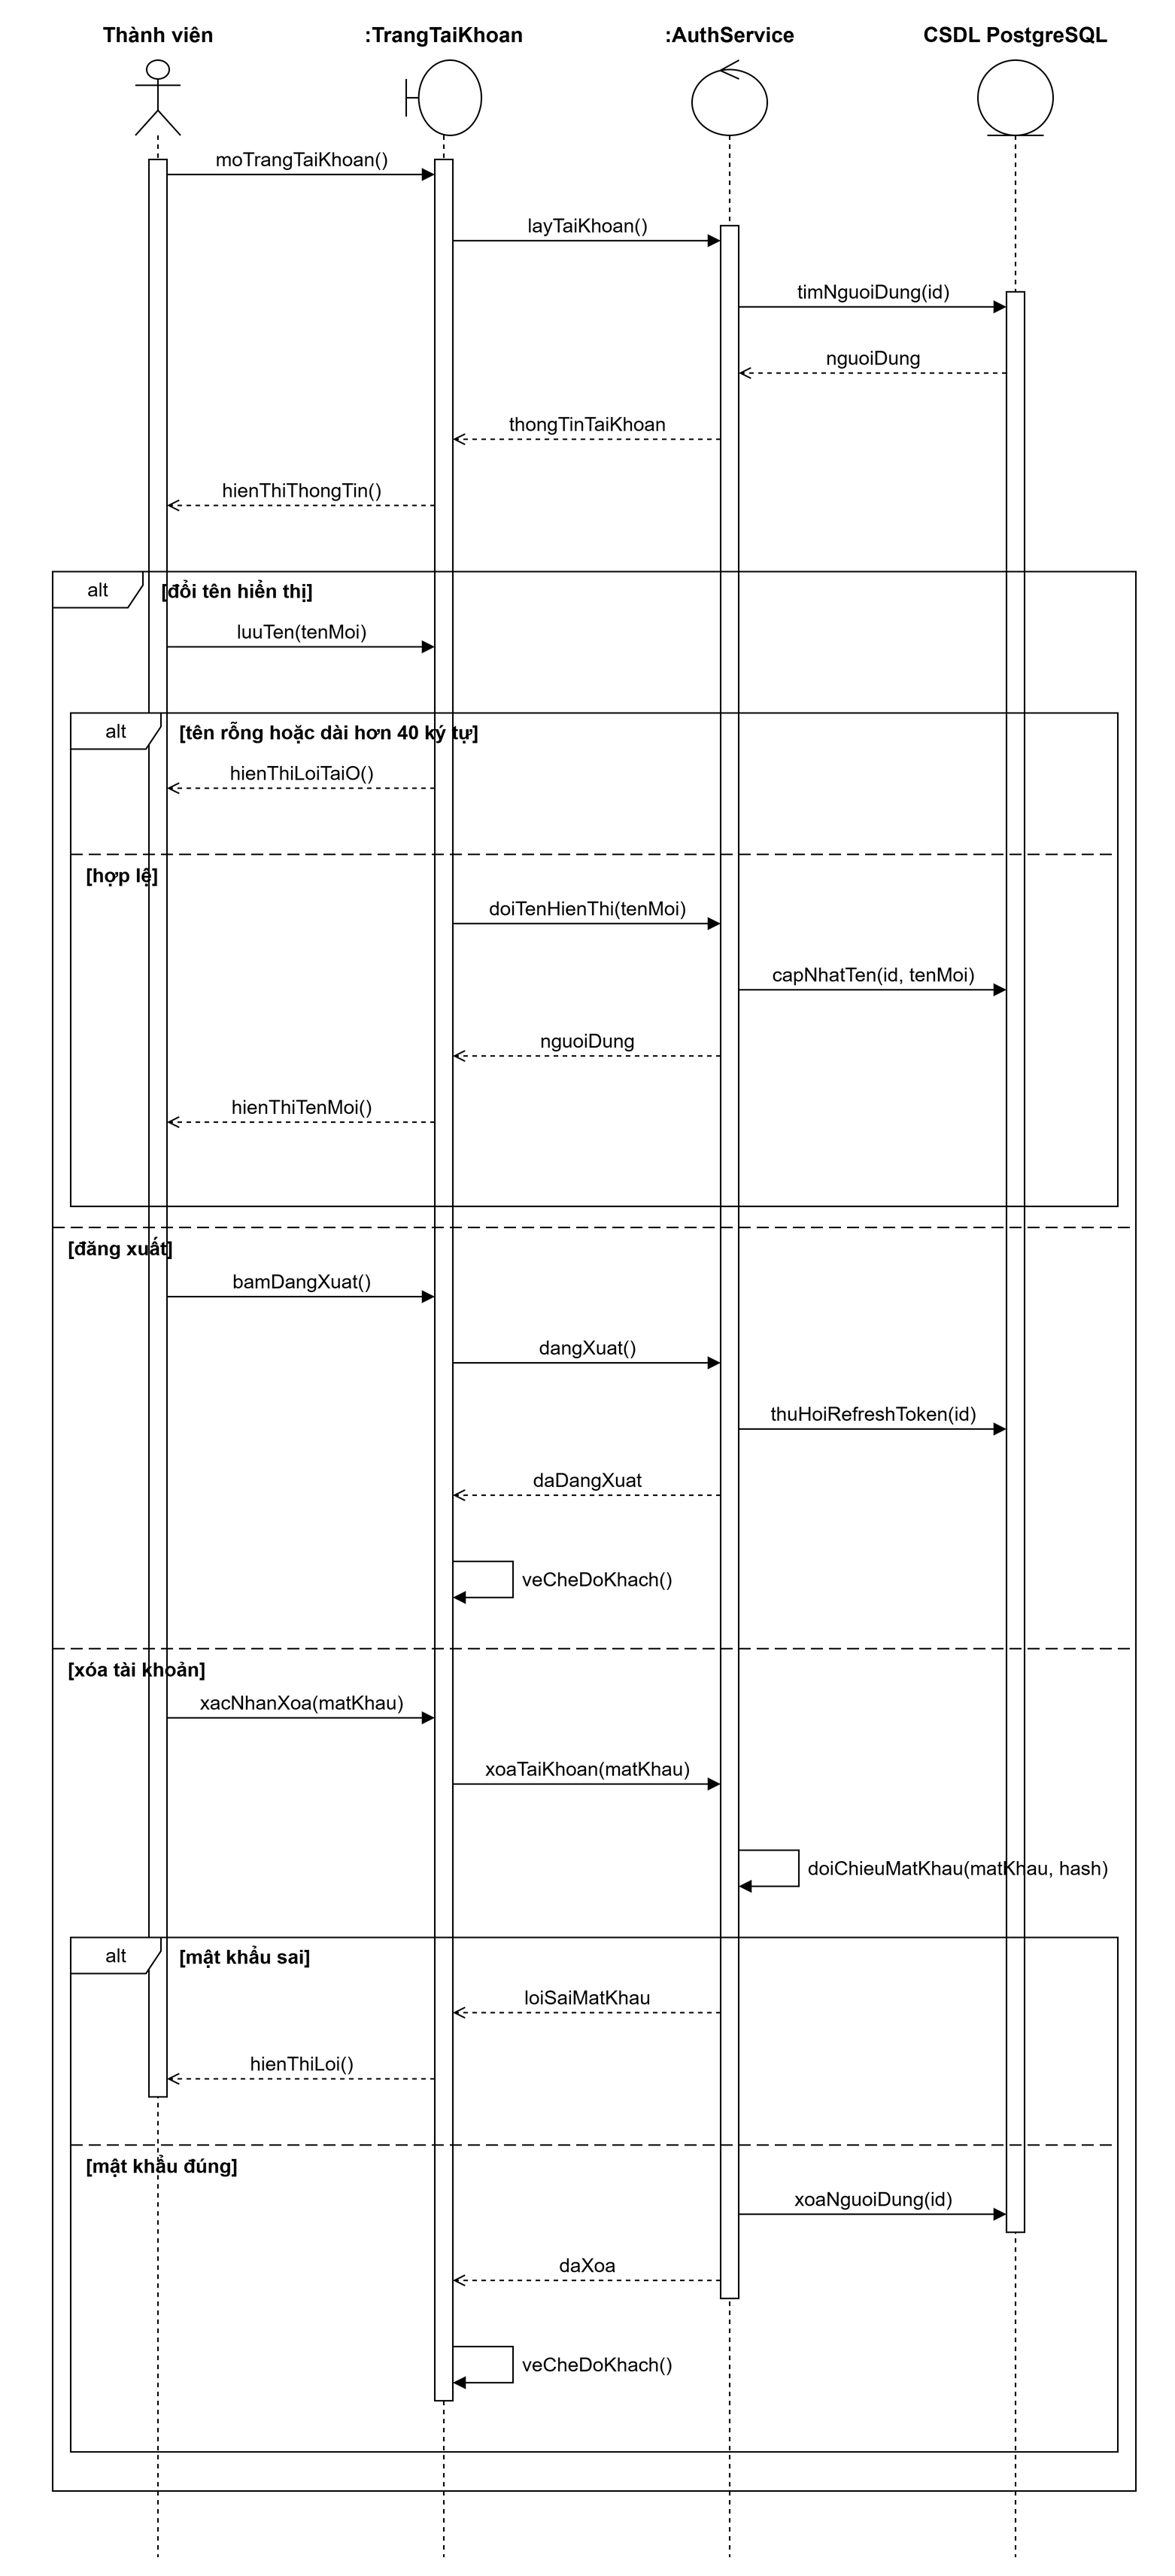 Thành viên
:TrangTaiKhoan
:AuthService
CSDL PostgreSQL
moTrangTaiKhoan()
layTaiKhoan()
timNguoiDung(id)
nguoiDung
thongTinTaiKhoan
hienThiThongTin()
alt
[đổi tên hiển thị]
luuTen(tenMoi)
alt
[tên rỗng hoặc dài hơn 40 ký tự]
hienThiLoiTaiO()
[hợp lệ]
doiTenHienThi(tenMoi)
capNhatTen(id, tenMoi)
nguoiDung
hienThiTenMoi()
[đăng xuất]
bamDangXuat()
dangXuat()
thuHoiRefreshToken(id)
daDangXuat
veCheDoKhach()
[xóa tài khoản]
xacNhanXoa(matKhau)
xoaTaiKhoan(matKhau)
doiChieuMatKhau(matKhau, hash)
alt
[mật khẩu sai]
loiSaiMatKhau
hienThiLoi()
[mật khẩu đúng]
xoaNguoiDung(id)
daXoa
veCheDoKhach()